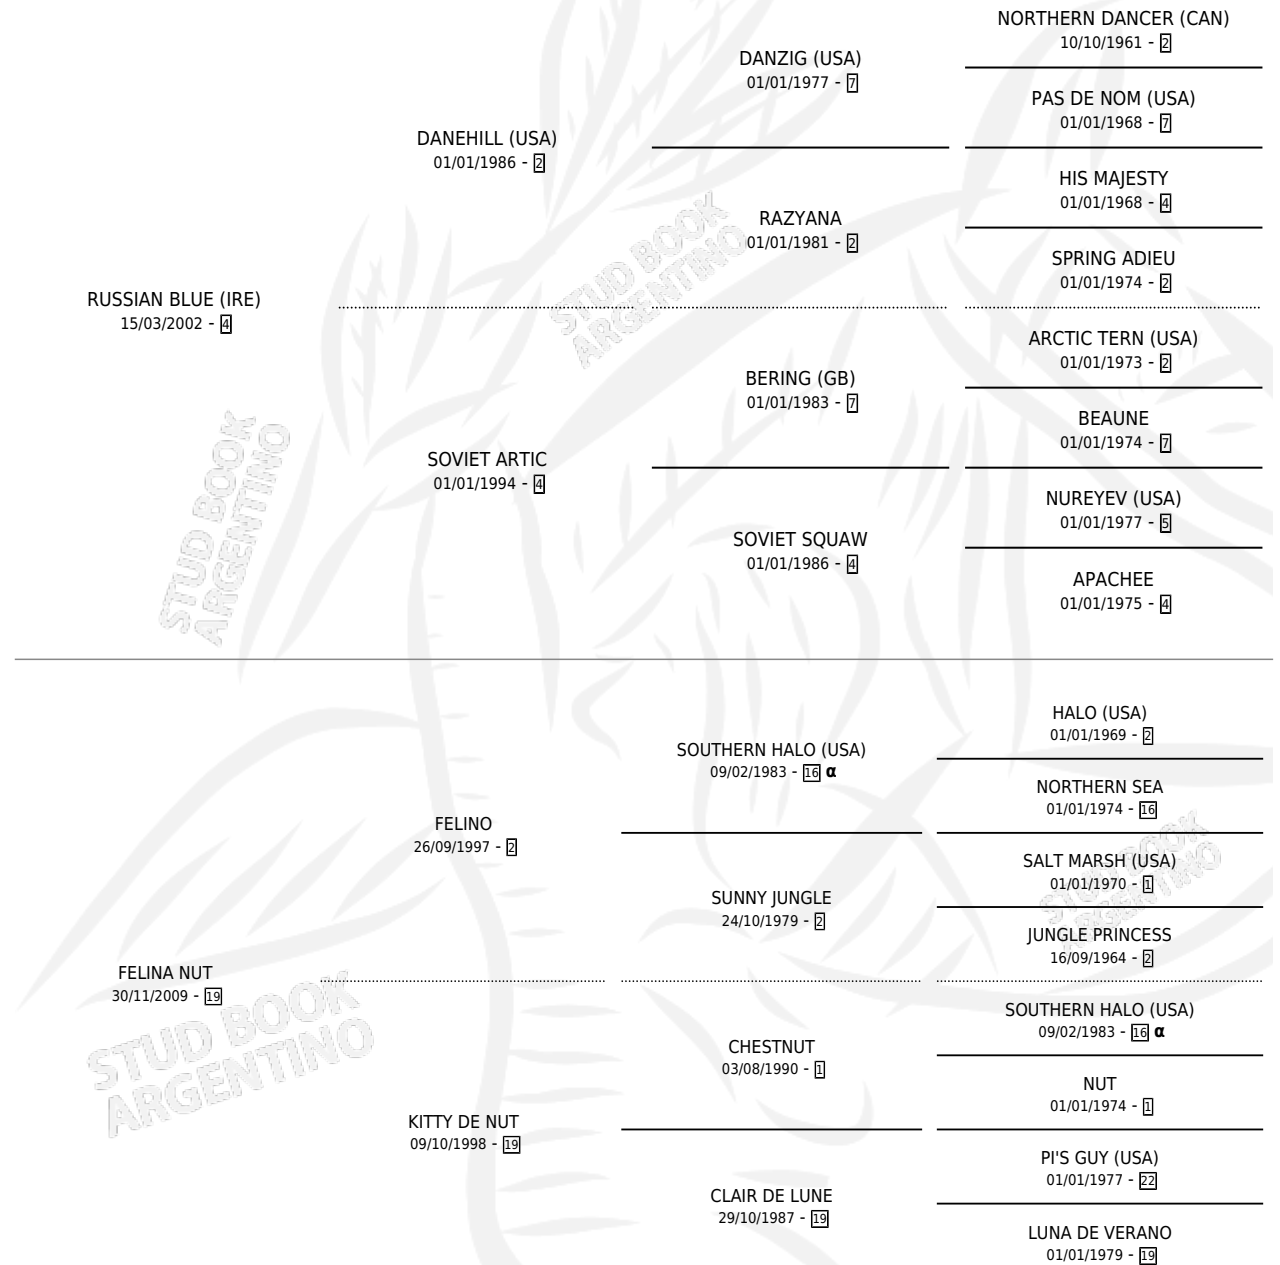 NORTHERN DANCER (CAN)
10/10/1961 - 2
DANZIG (USA)
01/01/1977 - 7
PAS DE NOM (USA)
01/01/1968 - 7
DANEHILL (USA)
01/01/1986 - 2
HIS MAJESTY
01/01/1968 - 4
RAZYANA
01/01/1981 - 2
SPRING ADIEU
01/01/1974 - 2
RUSSIAN BLUE (IRE)
15/03/2002 - 4
ARCTIC TERN (USA)
01/01/1973 - 2
BERING (GB)
01/01/1983 - 7
BEAUNE
01/01/1974 - 7
SOVIET ARTIC
01/01/1994 - 4
NUREYEV (USA)
01/01/1977 - 5
SOVIET SQUAW
01/01/1986 - 4
APACHEE
01/01/1975 - 4
HALO (USA)
01/01/1969 - 2
SOUTHERN HALO (USA)
09/02/1983 - 16 α
NORTHERN SEA
01/01/1974 - 16
FELINO
26/09/1997 - 2
SALT MARSH (USA)
01/01/1970 - 1
SUNNY JUNGLE
24/10/1979 - 2
JUNGLE PRINCESS
16/09/1964 - 2
FELINA NUT
30/11/2009 - 19
SOUTHERN HALO (USA)
09/02/1983 - 16 α
CHESTNUT
03/08/1990 - 1
NUT
01/01/1974 - 1
KITTY DE NUT
09/10/1998 - 19
PI'S GUY (USA)
01/01/1977 - 22
CLAIR DE LUNE
29/10/1987 - 19
LUNA DE VERANO
01/01/1979 - 19
STUD BOOK
ARGENTINO
STUD BOOK
ARGENTINO
STUD BOOK
ARGENTINO
STUD BOOK
ARGENTINO